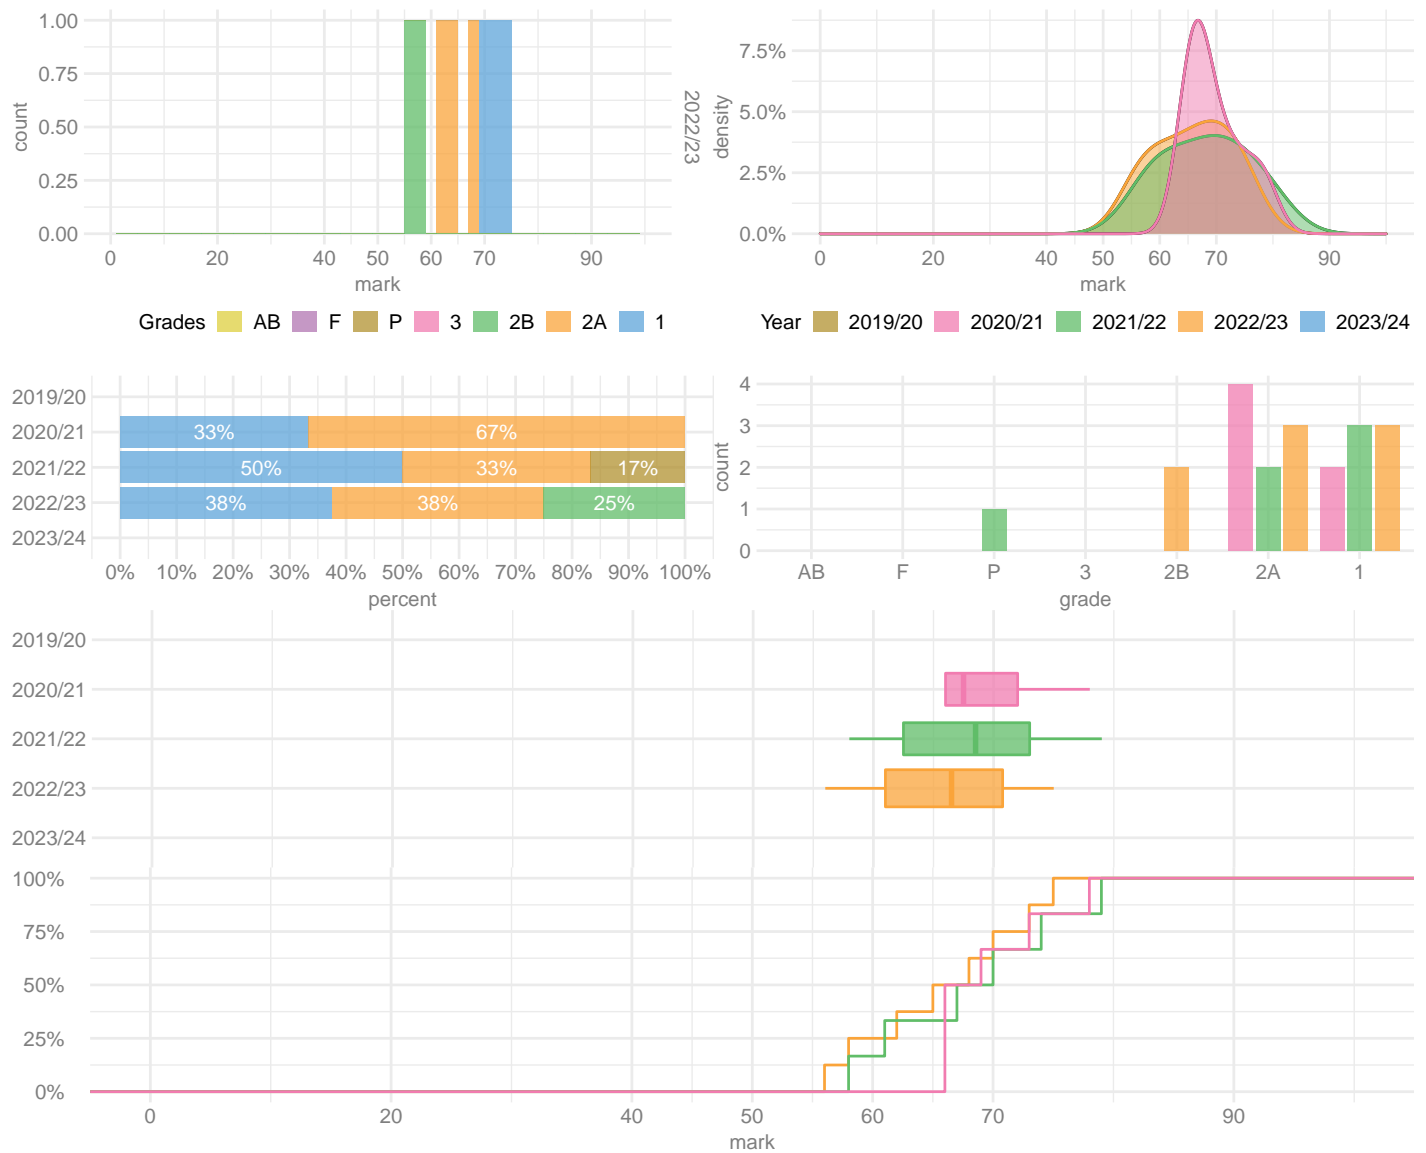 1.00
0.75
0.50
0.25
0.00
count
0 20 40 50 60 70 90
mark
2022/23
7.5%
5.0%
2.5%
0.0%
density
0 20 40 50 60 70 90
mark
Grades AB F P 3 2B 2A 1
Year 2019/20 2020/21 2021/22 2022/23 2023/24
2019/20
2020/21 33% 67%
2021/22 50% 33% 17%
2022/23 38% 38% 25%
2023/24
0% 10% 20% 30% 40% 50% 60% 70% 80% 90% 100%
percent
4
3
2
1
0
count
AB F P 3 2B 2A 1
grade
2019/20
2020/21
2021/22
2022/23
2023/24
100%
75%
50%
25%
0%
0 20 40 50 60 70 90
mark